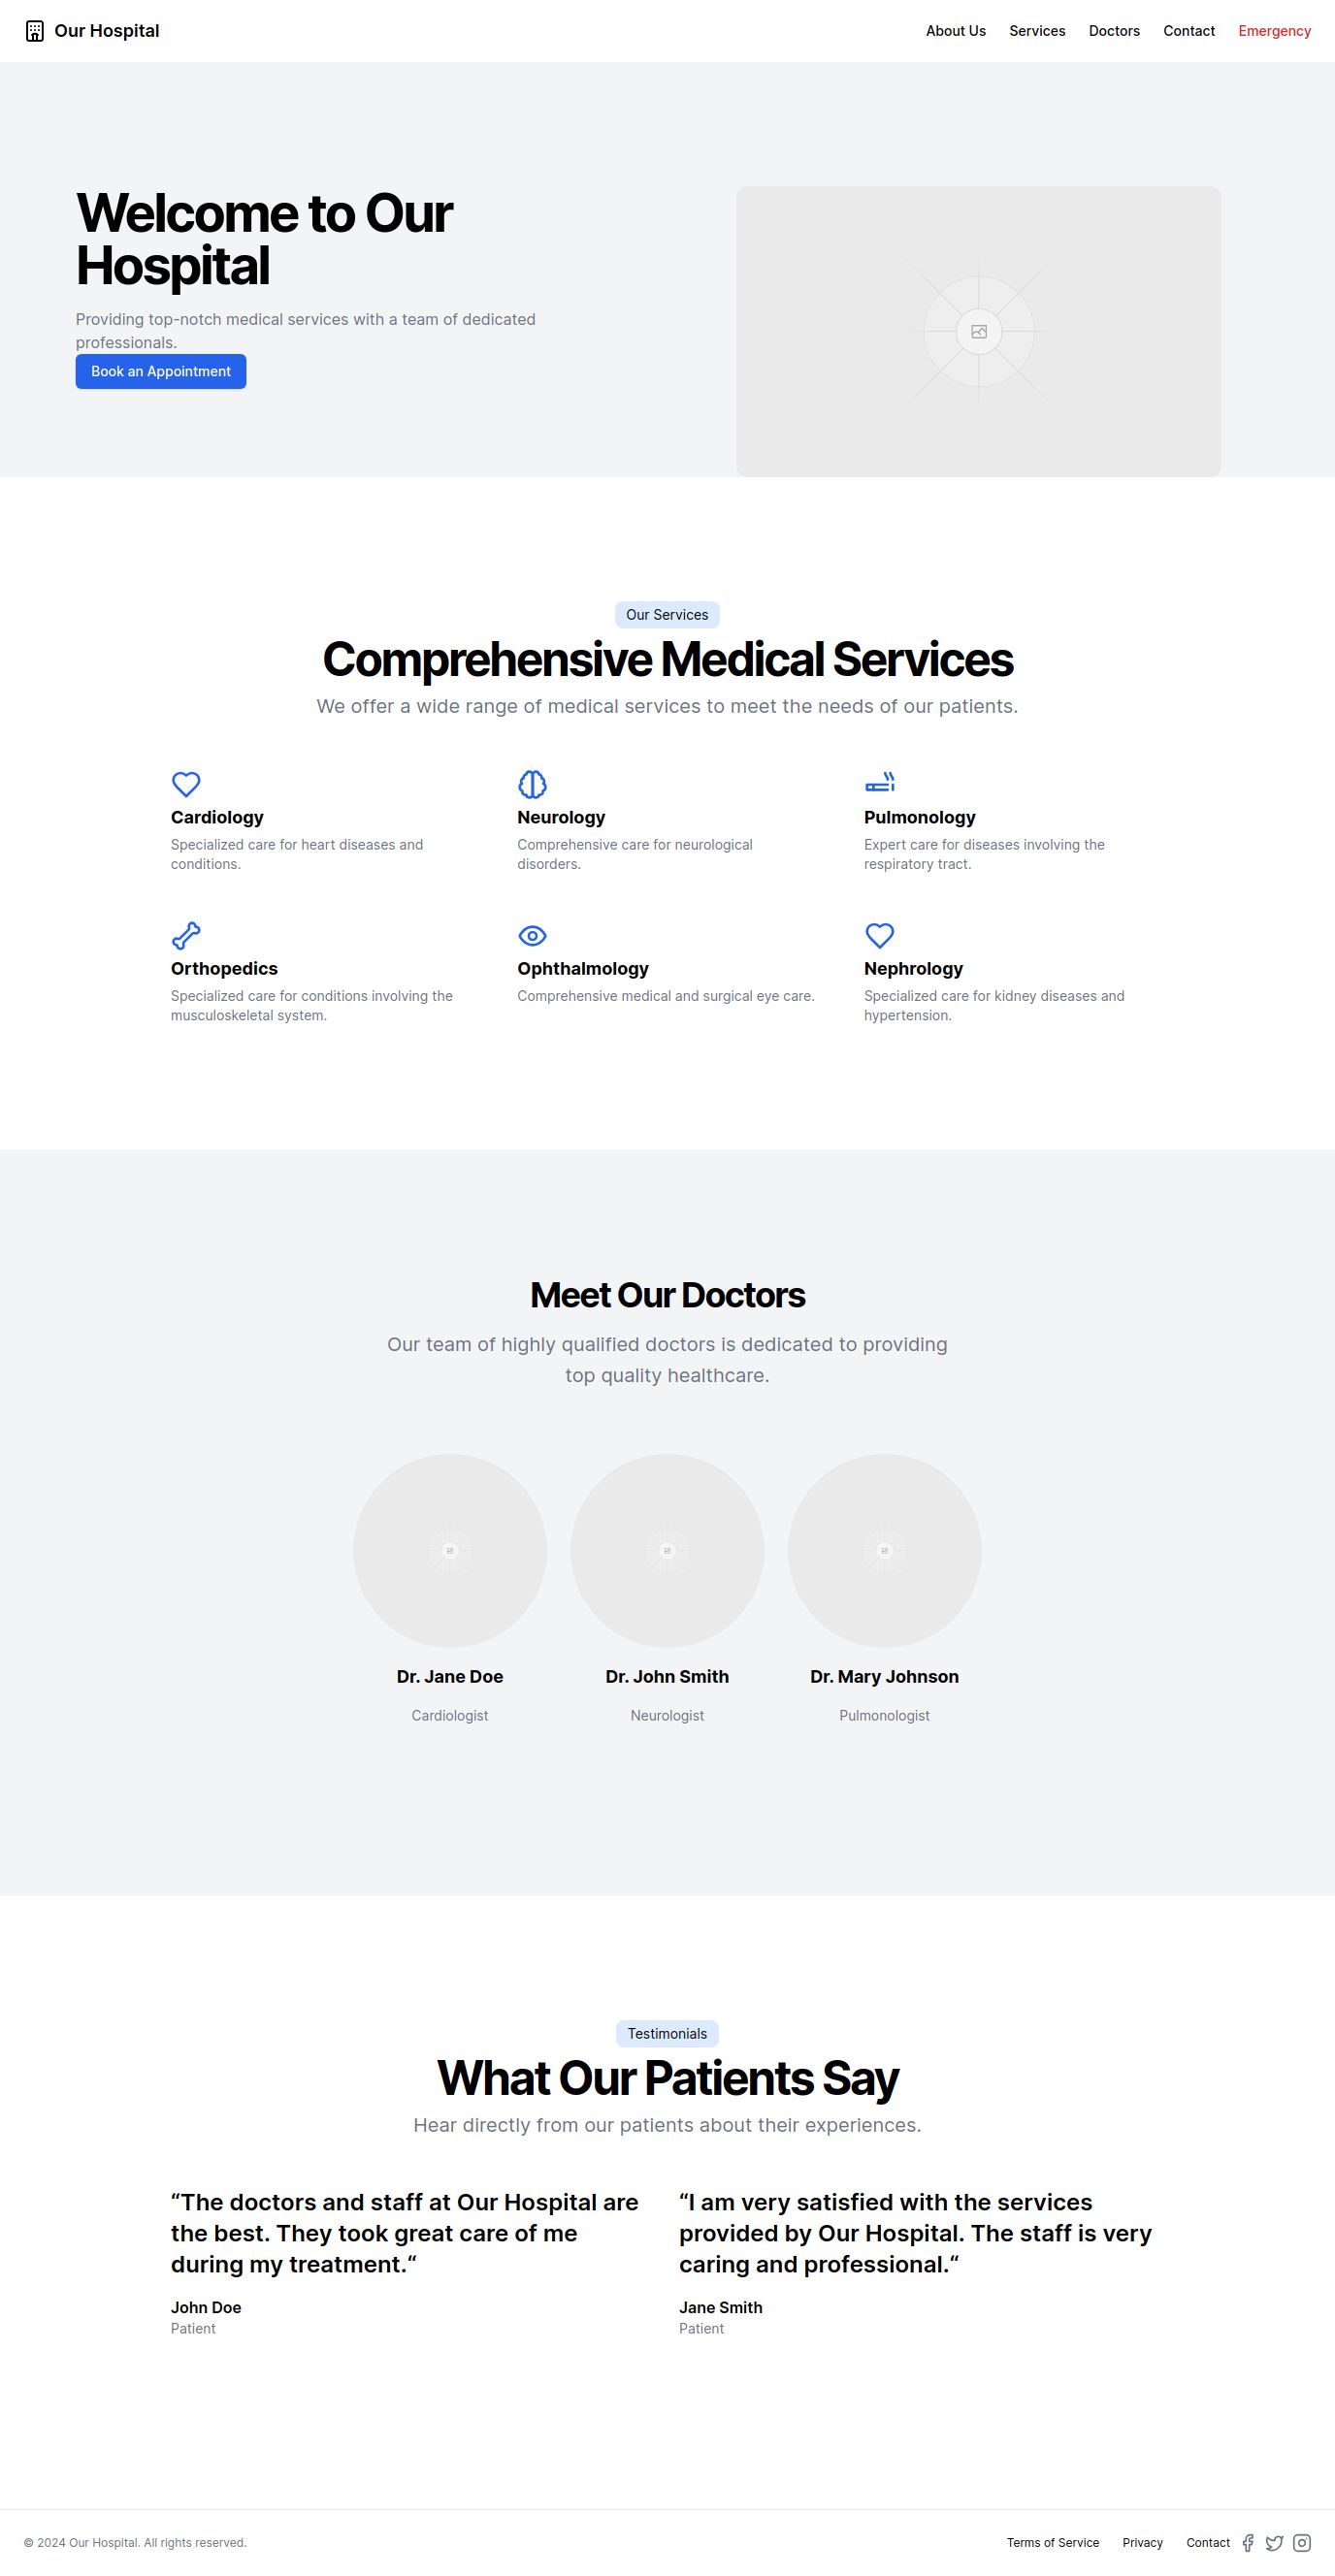 Our Hospital
About Us Services Doctors Contact Emergency
Welcome to Our
Hospital
Providing top-notch medical services with a team of dedicated
professionals.
Book an Appointment
Our Services
Comprehensive Medical Services
We offer a wide range of medical services to meet the needs of our patients.
Cardiology
Specialized care for heart diseases and
conditions.
Neurology
Comprehensive care for neurological
disorders.
Pulmonology
Expert care for diseases involving the
respiratory tract.
Orthopedics
Specialized care for conditions involving the
musculoskeletal system.
Ophthalmology
Comprehensive medical and surgical eye care.
Nephrology
Specialized care for kidney diseases and
hypertension.
Meet Our Doctors
Our team of highly qualified doctors is dedicated to providing
top quality healthcare.
Dr. Jane Doe
Cardiologist
Dr. John Smith
Neurologist
Dr. Mary Johnson
Pulmonologist
Testimonials
What Our Patients Say
Hear directly from our patients about their experiences.
“The doctors and staff at Our Hospital are
the best. They took great care of me
during my treatment.“
John Doe
Patient
“I am very satisfied with the services
provided by Our Hospital. The staff is very
caring and professional.“
Jane Smith
Patient
© 2024 Our Hospital. All rights reserved.
Terms of Service Privacy Contact